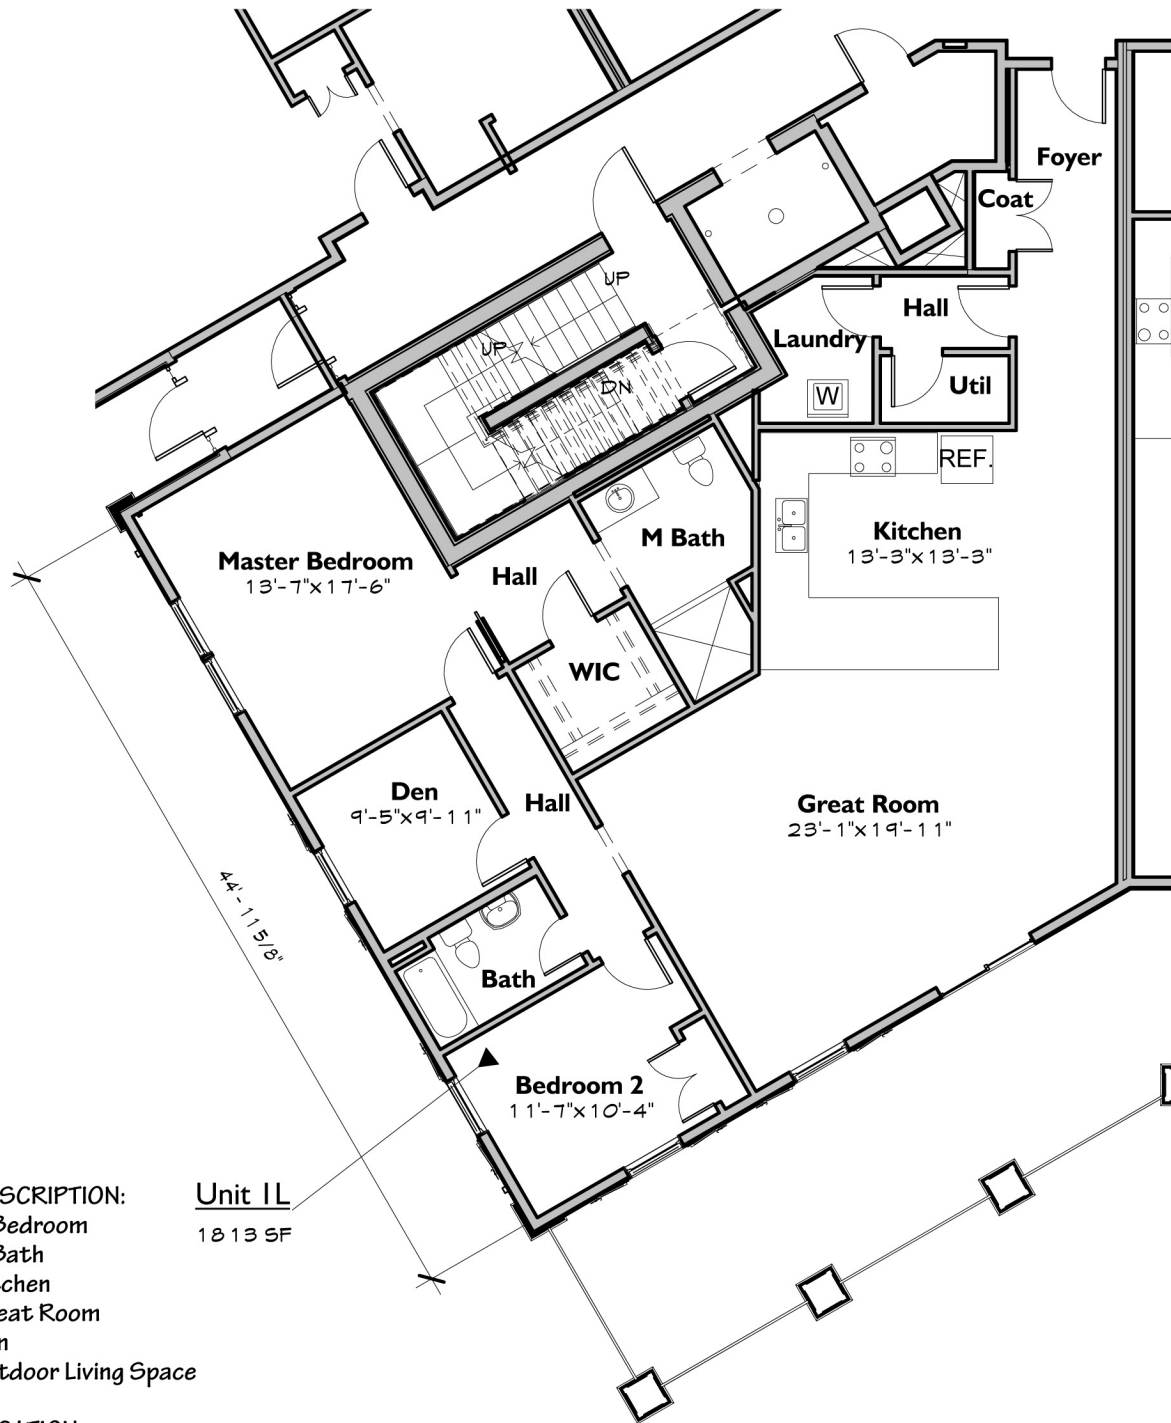 Foyer
Coat
UP
Hall
Laundry
UP
DN
Util
W
REF.
Kitchen
13'-3"x13'-3"
M Bath
Master Bedroom
13'-7"x17'-6"
Hall
WIC
Den
9'-5"x9'-11"
Hall
Great Room
23'-1"x19'-11"
44'-11 5/8"
Bath
Bedroom 2
11'-7"x10'-4"
Unit 1L
1813 SF
SCRIPTION:
Bedroom
Bath
chen
eat Room
n
tdoor Living Space